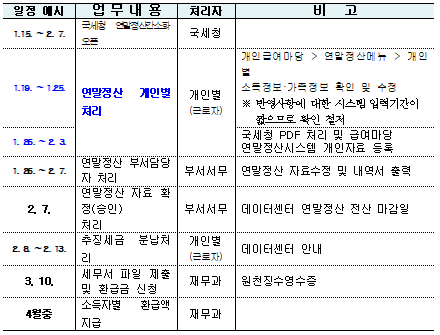 일정 예시 업무내용 처리자 비 고
1.15. ~ 2. 7. 국세청 연말정산간소화 오픈 국세청
1.19. ~ 1.25. 연말정산 개인별 처리 개인별 (근로자) 개인급여마당 > 연말정산메뉴 > 개인별
소득정보·가족정보 확인 및 수정
※ 반영사항에 대한 시스템 입력기간이 짧으므로 확인 철저
1. 26. ~ 2. 3. 국세청 PDF 처리 및 급여마당
연말정산시스템 개인자료 등록
1. 26. ~ 2. 7. 연말정산 부서담당자 처리 부서서무 연말정산 자료수정 및 내역서 출력
2. 7. 연말정산 자료 확정(승인) 처리 부서서무 데이터센터 연말정산 전산 마감일
2. 8. ~ 2. 13. 추징세금 분납처리 개인별 (근로자) 데이터센터 안내
3. 10. 세무서 파일 제출 및 환급금 신청 재무과 원천징수영수증
4월중 소득자별 환급액 지급 재무과